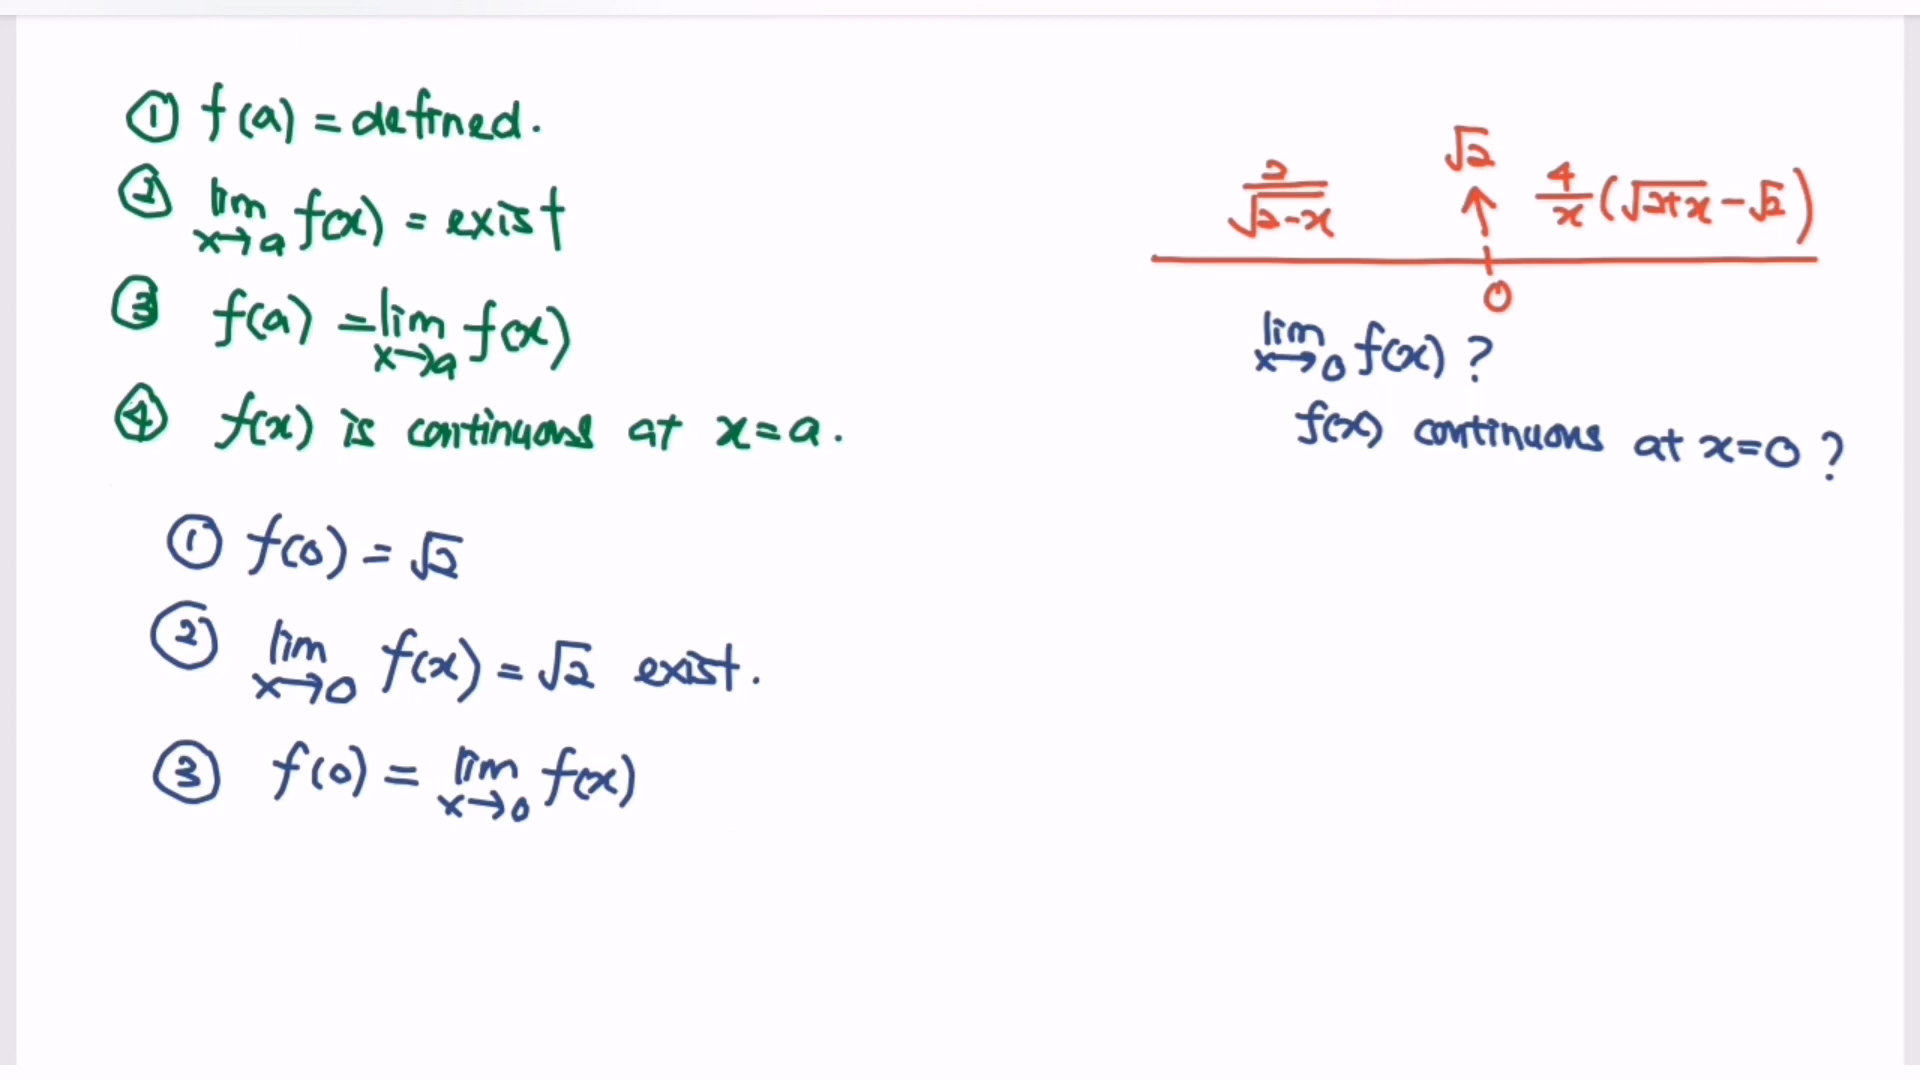 ① f(a) = defined.
② lim x→a f(x) = exist
③ f(a) = lim x→a f(x)
④ f(x) is continuous at x = a.
① f(0) = √2
② lim x→0 f(x) = √2 exist.
③ f(0) = lim x→0 f(x)
2/√(2-x) √2 4/x (√(2+x) - √2)
0
lim x→0 f(x) ?
f(x) continuous at x=0 ?